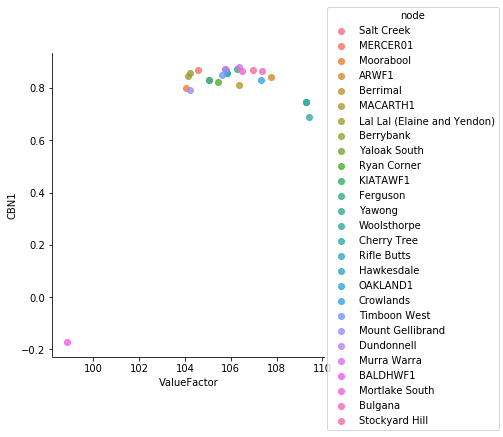 node
Salt Creek
MERCER01
Moorabool
ARWF1
Berrimal
MACARTH1
Lal Lal (Elaine and Yendon)
Berrybank
Yaloak South
Ryan Corner
KIATAWF1
Ferguson
Yawong
Woolsthorpe
Cherry Tree
Rifle Butts
Hawkesdale
OAKLAND1
Crowlands
Timboon West
Mount Gellibrand
Dundonnell
Murra Warra
BALDHWF1
Mortlake South
Bulgana
Stockyard Hill
CBN1
0.8
0.6
0.4
0.2
0.0
−0.2
100 102 104 106 108 110
ValueFactor